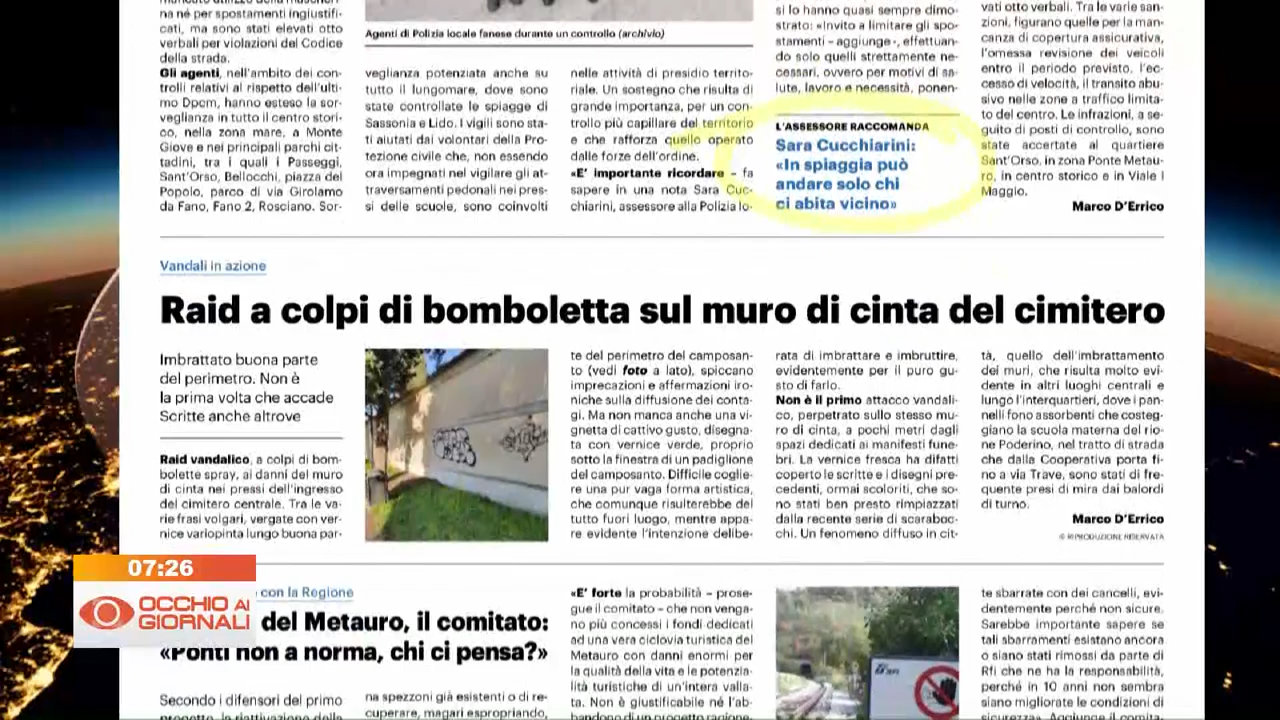 né per spostamenti ingiustifi-
cati, ma sono stati elevati otto
verbali per violazioni del Codice
della strada.
Gli agenti, nell'ambito dei con-
trolli relativi al rispetto dell'ulti-
mo Dpcm, hanno esteso la sor-
veglianza in tutto il centro stori-
co, nella zona mare, a Monte
Giove e nei principali parchi cit-
tadini, tra i quali i Passeggi,
Sant'Orso, Bellocchi, piazza del
Popolo, parco di via Girolamo
da Fano, Fano 2, Rosciano. Sor-
Agenti di Polizia locale fanese durante un controllo (archivio)
veglianza potenziata anche su
tutto il lungomare, dove sono
state controllate le spiagge di
Sassonia e Lido. I vigili sono sta-
ti aiutati dai volontari della Pro-
tezione civile che, non essendo
ora impegnati nel vigilare gli at-
traversamenti pedonali nei pres-
si delle scuole, sono coinvolti
nelle attività di presidio territo-
riale. Un sostegno che risulta di
grande importanza, per un con-
trollo più capillare del territorio
e che rafforza quello operato
dalle forze dell'ordine.
«E' importante ricordare – fa
sapere in una nota Sara Cuc-
chiarini, assessore alla Polizia lo-
si lo hanno quasi sempre dimo-
strato: «Invito a limitare gli spo-
stamenti – aggiunge -, effettuan-
do solo quelli strettamente ne-
cessari, ovvero per motivi di sa-
lute, lavoro e necessità, ponen-
L'ASSESSORE RACCOMANDA
Sara Cucchiarini:
«In spiaggia può
andare solo chi
ci abita vicino»
vati otto verbali. Tra le varie san-
zioni, figurano quelle per la man-
canza di copertura assicurativa,
l'omessa revisione dei veicoli
entro il periodo previsto, l'ec-
cesso di velocità, il transito abu-
sivo nelle zone a traffico limita-
to del centro. Le infrazioni, a se-
guito di posti di controllo, sono
state accertate al quartiere
Sant'Orso, in zona Ponte Metau-
ro, in centro storico e in Viale I
Maggio.
Marco D'Errico
Vandali in azione
Raid a colpi di bomboletta sul muro di cinta del cimitero
Imbrattato buona parte
del perimetro. Non è
la prima volta che accade
Scritte anche altrove
Raid vandalico, a colpi di bom-
bolette spray, ai danni del muro
di cinta nei pressi dell'ingresso
del cimitero centrale. Tra le va-
rie frasi volgari, vergate con ver-
nice variopinta lungo buona par-
te del perimetro del camposan-
to (vedi foto a lato), spiccano
imprecazioni e affermazioni iro-
niche sulla diffusione dei conta-
gi. Ma non manca anche una vi-
gnetta di cattivo gusto, disegna-
ta con vernice verde, proprio
sotto la finestra di un padiglione
del camposanto. Difficile coglie-
re una pur vaga forma artistica,
che comunque risulterebbe del
tutto fuori luogo, mentre appa-
re evidente l'intenzione delibe-
rata di imbrattare e imbruttire,
evidentemente per il puro gu-
sto di farlo.
Non è il primo attacco vandali-
co, perpetrato sullo stesso mu-
ro di cinta, a pochi metri dagli
spazi dedicati ai manifesti fune-
bri. La vernice fresca ha difatti
coperto le scritte e i disegni pre-
cedenti, ormai scoloriti, che so-
no stati ben presto rimpiazzati
dalla recente serie di scaraboc-
chi. Un fenomeno diffuso in cit-
tà, quello dell'imbrattamento
dei muri, che risulta molto evi-
dente in altri luoghi centrali e
lungo l'interquartieri, dove i pan-
nelli fono assorbenti che costeg-
giano la scuola materna del rio-
ne Poderino, nel tratto di strada
che dalla Cooperativa porta fi-
no a via Trave, sono stati di fre-
quente presi di mira dai balordi
di turno.
Marco D'Errico
© RIPRODUZIONE RISERVATA
07:26
OCCHIO AI
GIORNALI
con la Regione
del Metauro, il comitato:
«Ponti non a norma, chi ci pensa?»
Secondo i difensori del primo
progetto, la riattivazione della
na spezzoni già esistenti o di re-
cuperare, magari espropriando,
«E' forte la probabilità – prose-
gue il comitato – che non venga-
no più concessi i fondi dedicati
ad una vera ciclovia turistica del
Metauro con danni enormi per
la qualità della vita e le potenzia-
lità turistiche di un'intera valla-
ta. Non è giustificabile né l'ab-
bandono di un progetto regione-
te sbarrate con dei cancelli, evi-
dentemente perché non sicure.
Sarebbe importante sapere se
tali sbarramenti esistano ancora
o siano stati rimossi da parte di
Rfi che ne ha la responsabilità,
perché in 10 anni non sembra
siano migliorate le condizioni di
sicurezza». Aggiunge il comita-